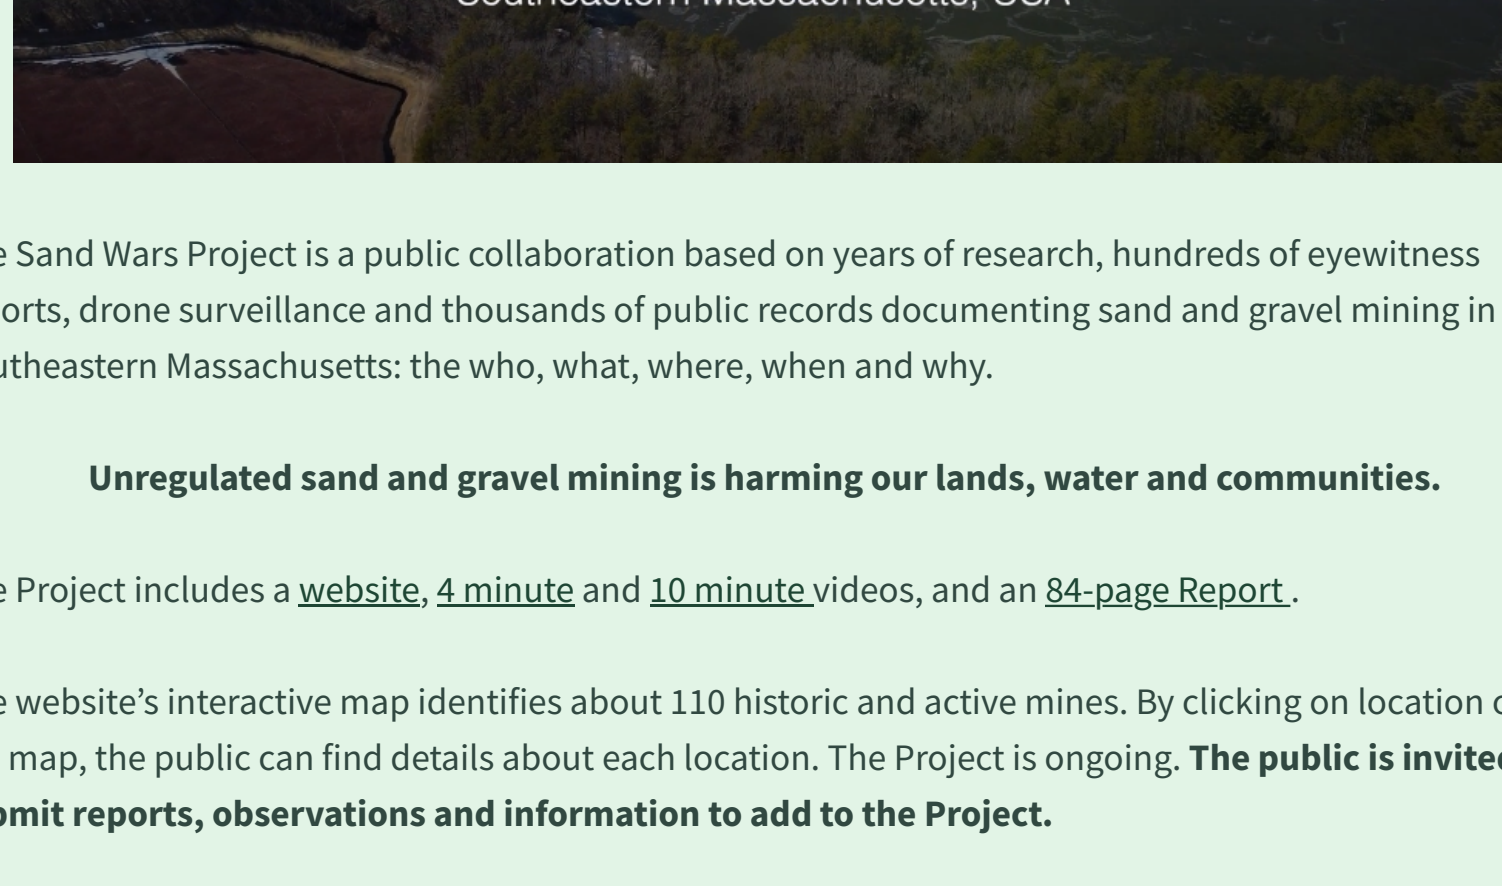 Southeastern Massachusetts, USA
Sand Wars Project is a public collaboration based on years of research, hundreds of eyewitness
drone surveillance and thousands of public records documenting sand and gravel mining in
Massachusetts: the who, what, where, when and why.
Unregulated sand and gravel mining is harming our lands, water and communities.
Project includes a website, 4 minute and 10 minute videos, and an 84-page Report .
website’s interactive map identifies about 110 historic and active mines. By clicking on location
map, the public can find details about each location. The Project is ongoing. The public is invited
reports, observations and information to add to the Project.